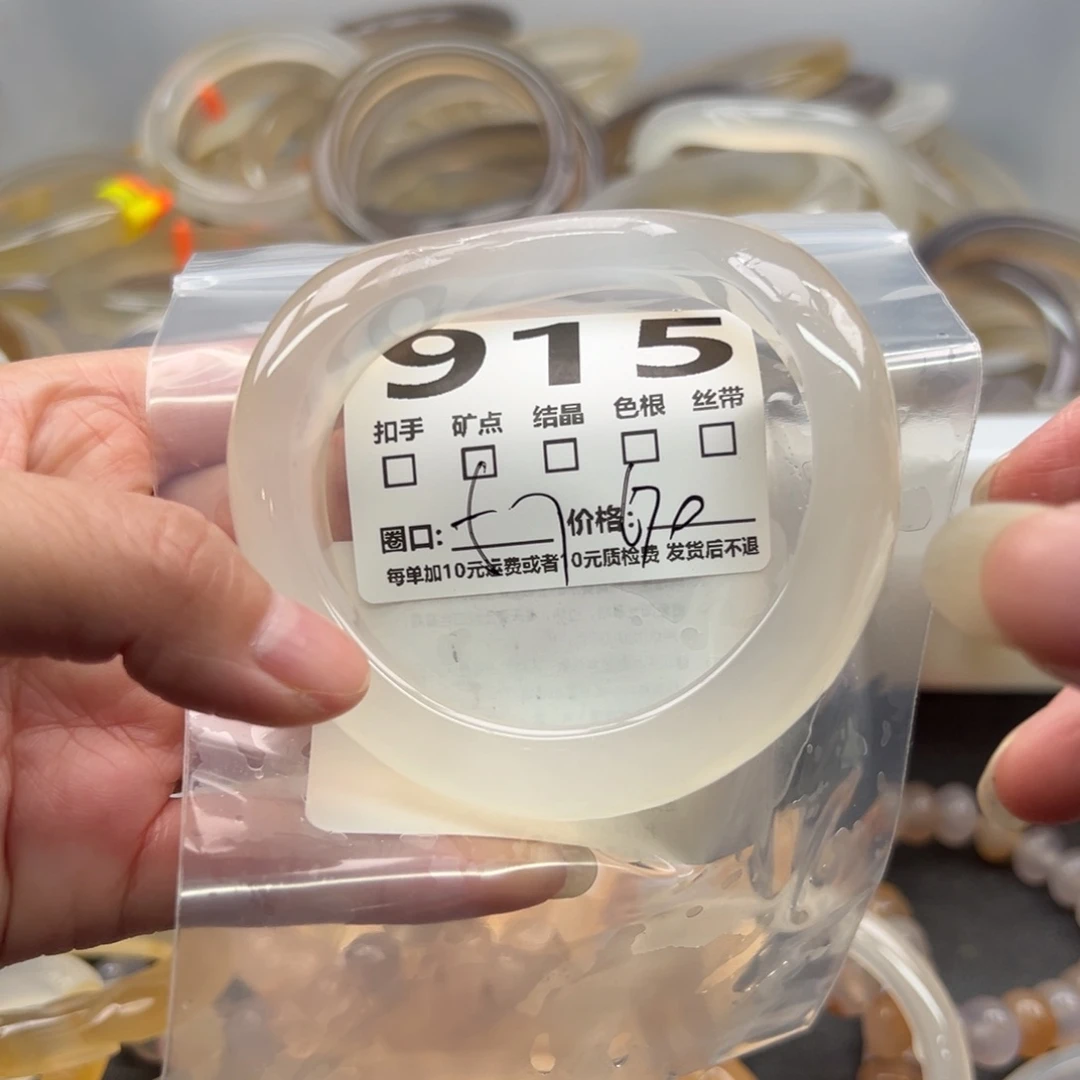 915
扣手 矿点 结晶 色根 丝带
圈口: 价格:
每单加10元运费或者10元质检费 发货后不退